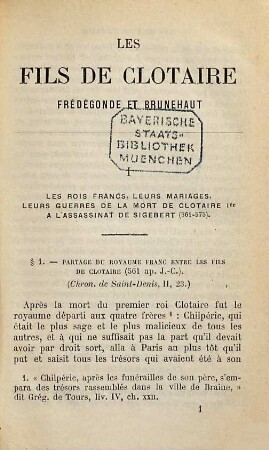 LES
FILS DE CLOTAIRE
FRÉDÉGONDE ET BRUNEHAUT
BAYERISCHE
STAATS-
BIBLIOTHEK
MUENCHEN
I
LES ROIS FRANCS, LEURS MARIAGES,
LEURS GUERRES DE LA MORT DE CLOTAIRE Ier
A L'ASSASSINAT DE SIGEBERT (561-575).
§ 1. — PARTAGE DU ROYAUME FRANC ENTRE LES FILS
DE CLOTAIRE (561 ap. J.-C.).
(Chron. de Saint-Denis, II, 23.)
Après la mort du premier roi Clotaire fut le
royaume départi aux quatre frères 1 : Chilpéric, qui
était le plus sage et le plus malicieux de tous les
autres, et à qui ne suffisait pas la part qu'il devait
avoir par droit sort, alla à Paris au plus tôt qu'il
put et saisit tous les trésors qui avaient été à son
1. « Chilpéric, après les funérailles de son père, s'em-
para des trésors rassemblés dans la ville de Braine, »
dit Grég. de Tours, liv. IV, ch. XXII.
1